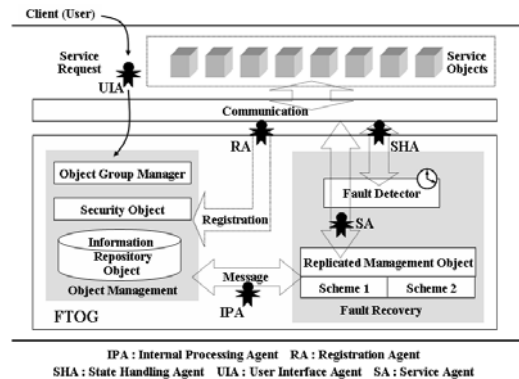 Client (User)
Service
Request
UIA
Service
Objects
Communication
RA
SHA
Object Group Manager
Security Object
Registration
Information
Repository
Object
Object Management
Fault Detector
SA
Message
IPA
Replicated Management Object
Scheme 1
Scheme 2
Fault Recovery
FTOG
IPA : Internal Processing Agent RA : Registration Agent
SHA : State Handling Agent UIA : User Interface Agent SA : Service Agent